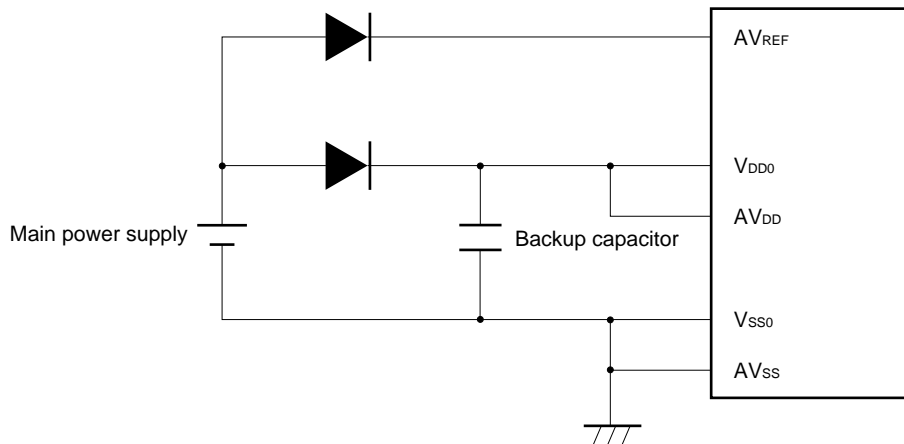 AVREF
VDD0
AVDD
Main power supply
Backup capacitor
VSS0
AVSS